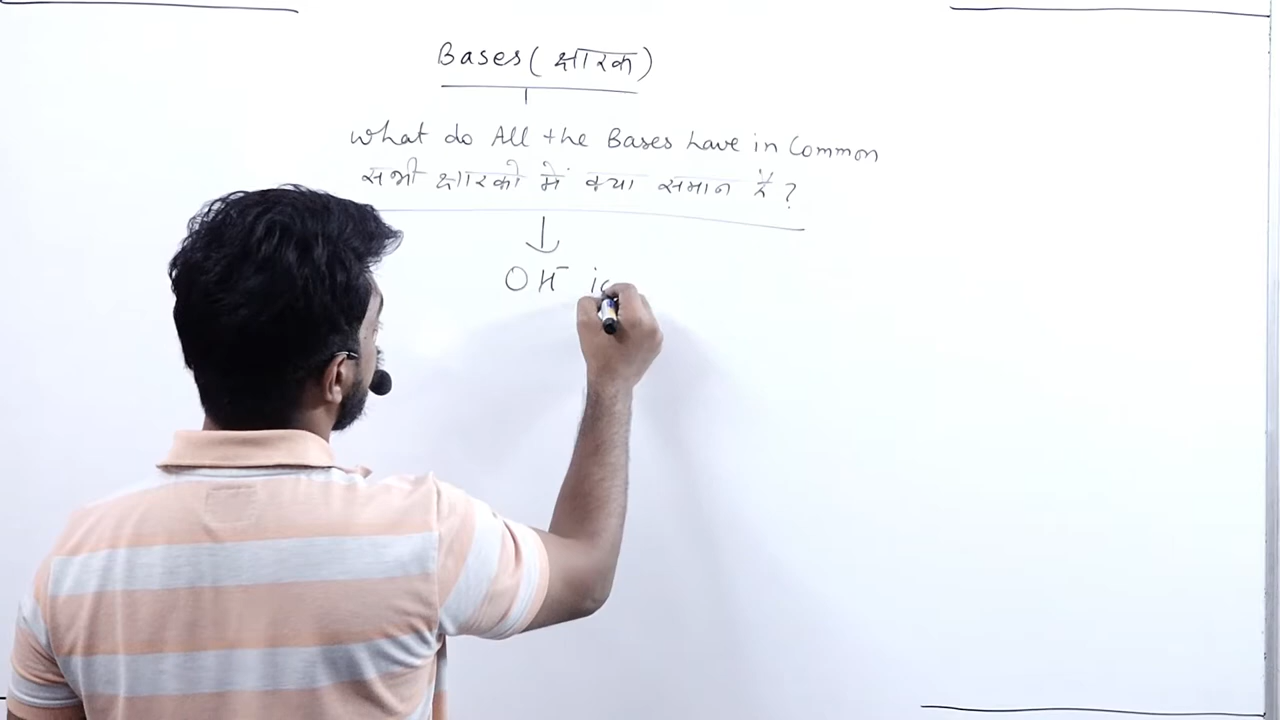 Bases (क्षारक)
What do All the Bases have in Common
सभी क्षारको में क्या समान है ?
OH⁻ io